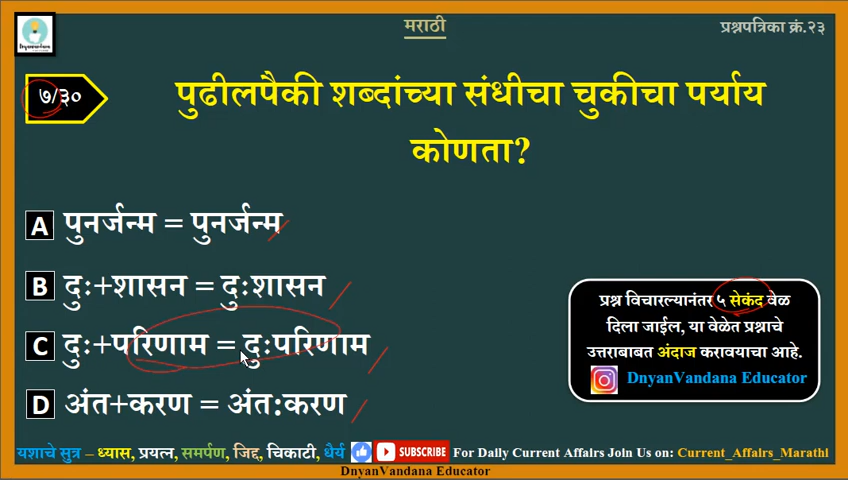 मराठी
प्रश्नपत्रिका क्रं.२३
७/३०
पुढीलपैकी शब्दांच्या संधीचा चुकीचा पर्याय
कोणता?
A पुनर्जन्म = पुनर्जन्म
B दुः+शासन = दुःशासन
C दुः+परिणाम = दुःपरिणाम
D अंत+करण = अंत:करण
प्रश्न विचारल्यानंतर ५ सेकंद वेळ
दिला जाईल, या वेळेत प्रश्नाचे
उत्तराबाबत अंदाज करावयाचा आहे.
DnyanVandana Educator
यशाचे सुत्र – ध्यास, प्रयत्न, समर्पण, जिद्द, चिकाटी, धैर्य SUBSCRIBE For Daily Current Affairs Join Us on: Current_Affairs_Marathi
DnyanVandana Educator